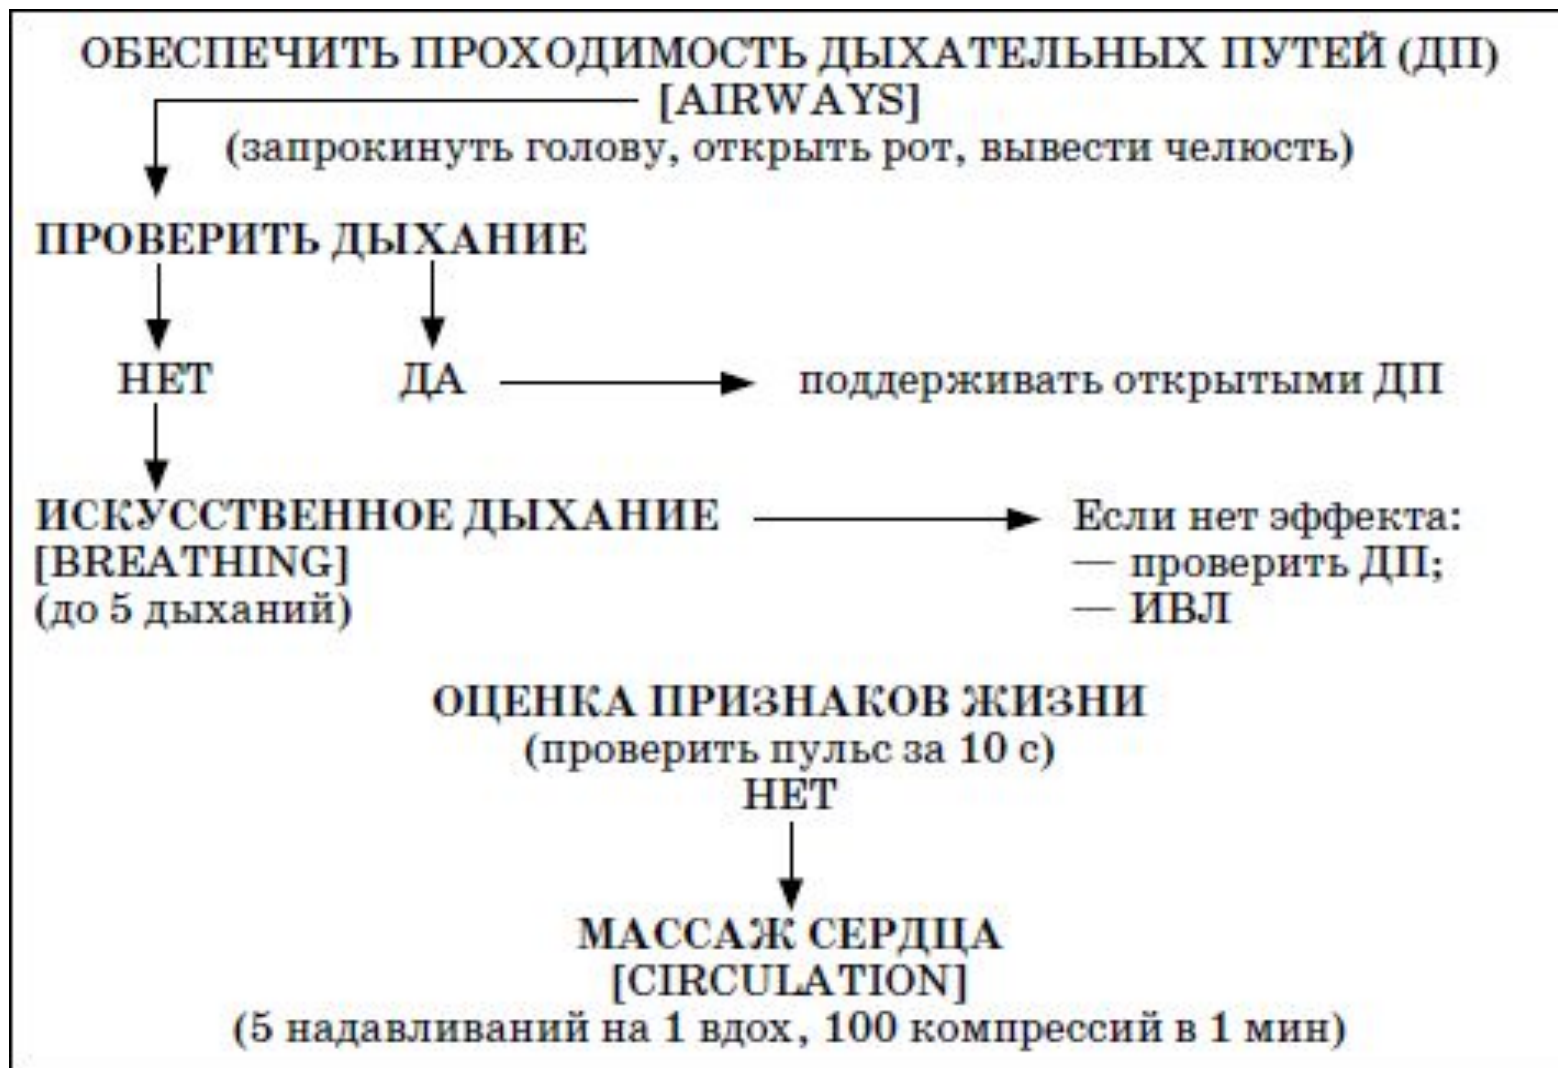 ОБЕСПЕЧИТЬ ПРОХОДИМОСТЬ ДЫХАТЕЛЬНЫХ ПУТЕЙ (ДП)
[AIRWAYS]
(запрокинуть голову, открыть рот, вывести челюсть)
ПРОВЕРИТЬ ДЫХАНИЕ
НЕТ ДА поддерживать открытыми ДП
ИСКУССТВЕННОЕ ДЫХАНИЕ
[BREATHING]
(до 5 дыханий)
Если нет эффекта:
— проверить ДП;
— ИВЛ
ОЦЕНКА ПРИЗНАКОВ ЖИЗНИ
(проверить пульс за 10 с)
НЕТ
МАССАЖ СЕРДЦА
[CIRCULATION]
(5 надавливаний на 1 вдох, 100 компрессий в 1 мин)